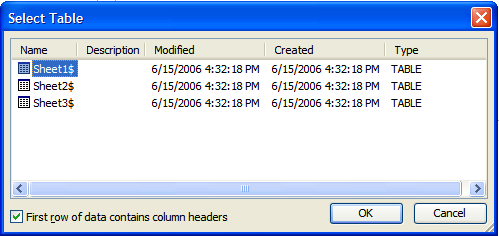 Select Table
Name Description Modified Created Type
Sheet1$ 6/15/2006 4:32:18 PM 6/15/2006 4:32:18 PM TABLE
Sheet2$ 6/15/2006 4:32:18 PM 6/15/2006 4:32:18 PM TABLE
Sheet3$ 6/15/2006 4:32:18 PM 6/15/2006 4:32:18 PM TABLE
First row of data contains column headers OK Cancel